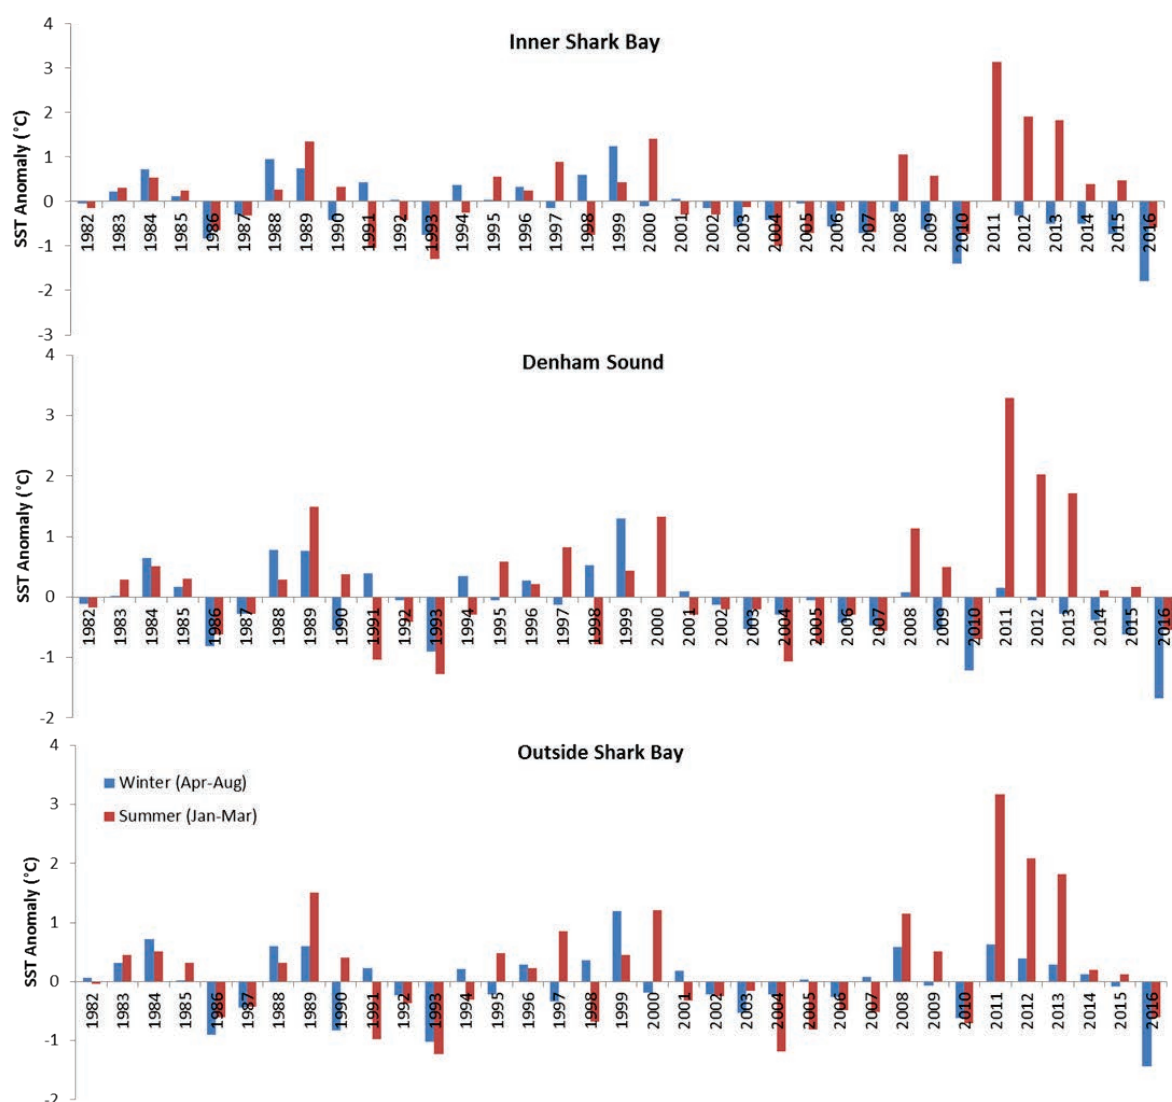 Inner Shark Bay
SST Anomaly (°C)
4
3
2
1
0
-1
-2
-3
1982 1983 1984 1985 1986 1987 1988 1989 1990 1991 1992 1993 1994 1995 1996 1997 1998 1999 2000 2001 2002 2003 2004 2005 2006 2007 2008 2009 2010 2011 2012 2013 2014 2015 2016
Denham Sound
SST Anomaly (°C)
4
3
2
1
0
-1
-2
1982 1983 1984 1985 1986 1987 1988 1989 1990 1991 1992 1993 1994 1995 1996 1997 1998 1999 2000 2001 2002 2003 2004 2005 2006 2007 2008 2009 2010 2011 2012 2013 2014 2015 2016
Outside Shark Bay
Winter (Apr-Aug)
Summer (Jan-Mar)
SST Anomaly (°C)
4
3
2
1
0
-1
-2
1982 1983 1984 1985 1986 1987 1988 1989 1990 1991 1992 1993 1994 1995 1996 1997 1998 1999 2000 2001 2002 2003 2004 2005 2006 2007 2008 2009 2010 2011 2012 2013 2014 2015 2016